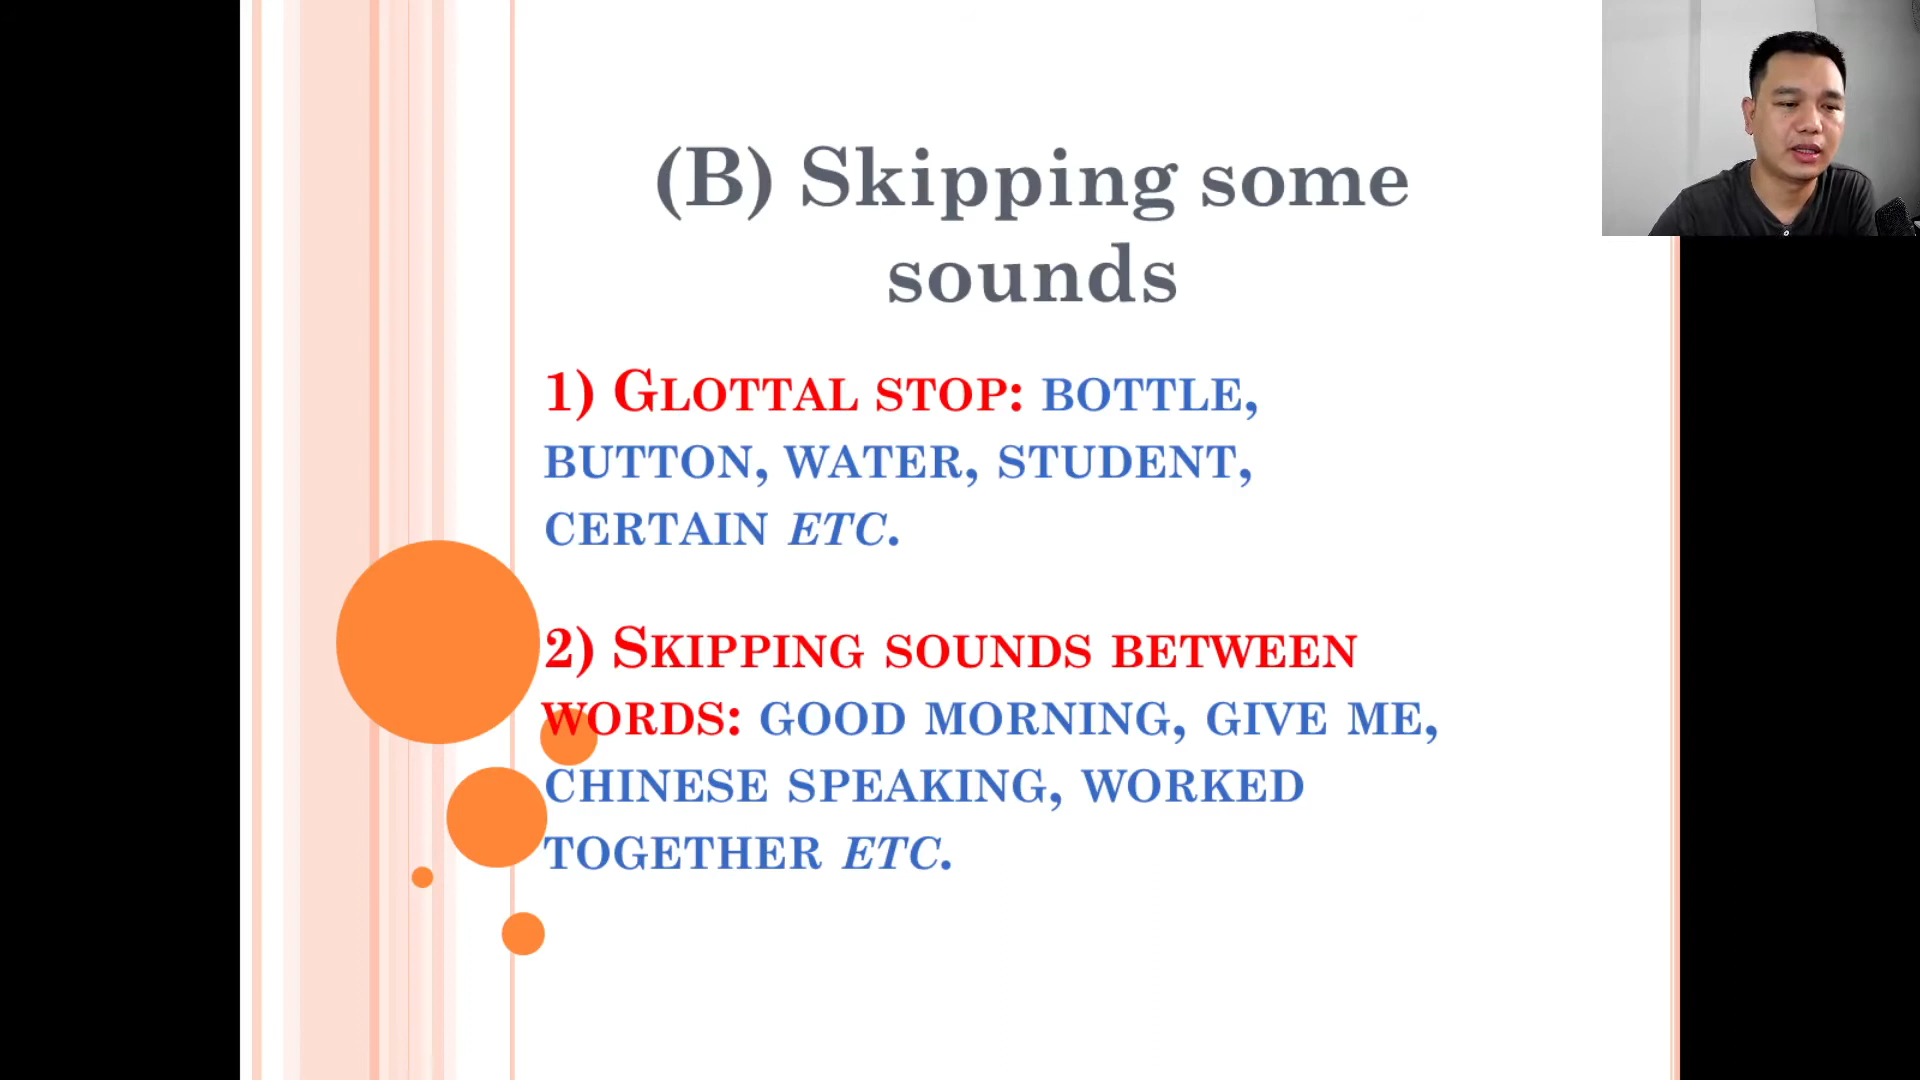 (B) Skipping some
sounds
1) GLOTTAL STOP: BOTTLE,
BUTTON, WATER, STUDENT,
CERTAIN ETC.
2) SKIPPING SOUNDS BETWEEN
WORDS: GOOD MORNING, GIVE ME,
CHINESE SPEAKING, WORKED
TOGETHER ETC.